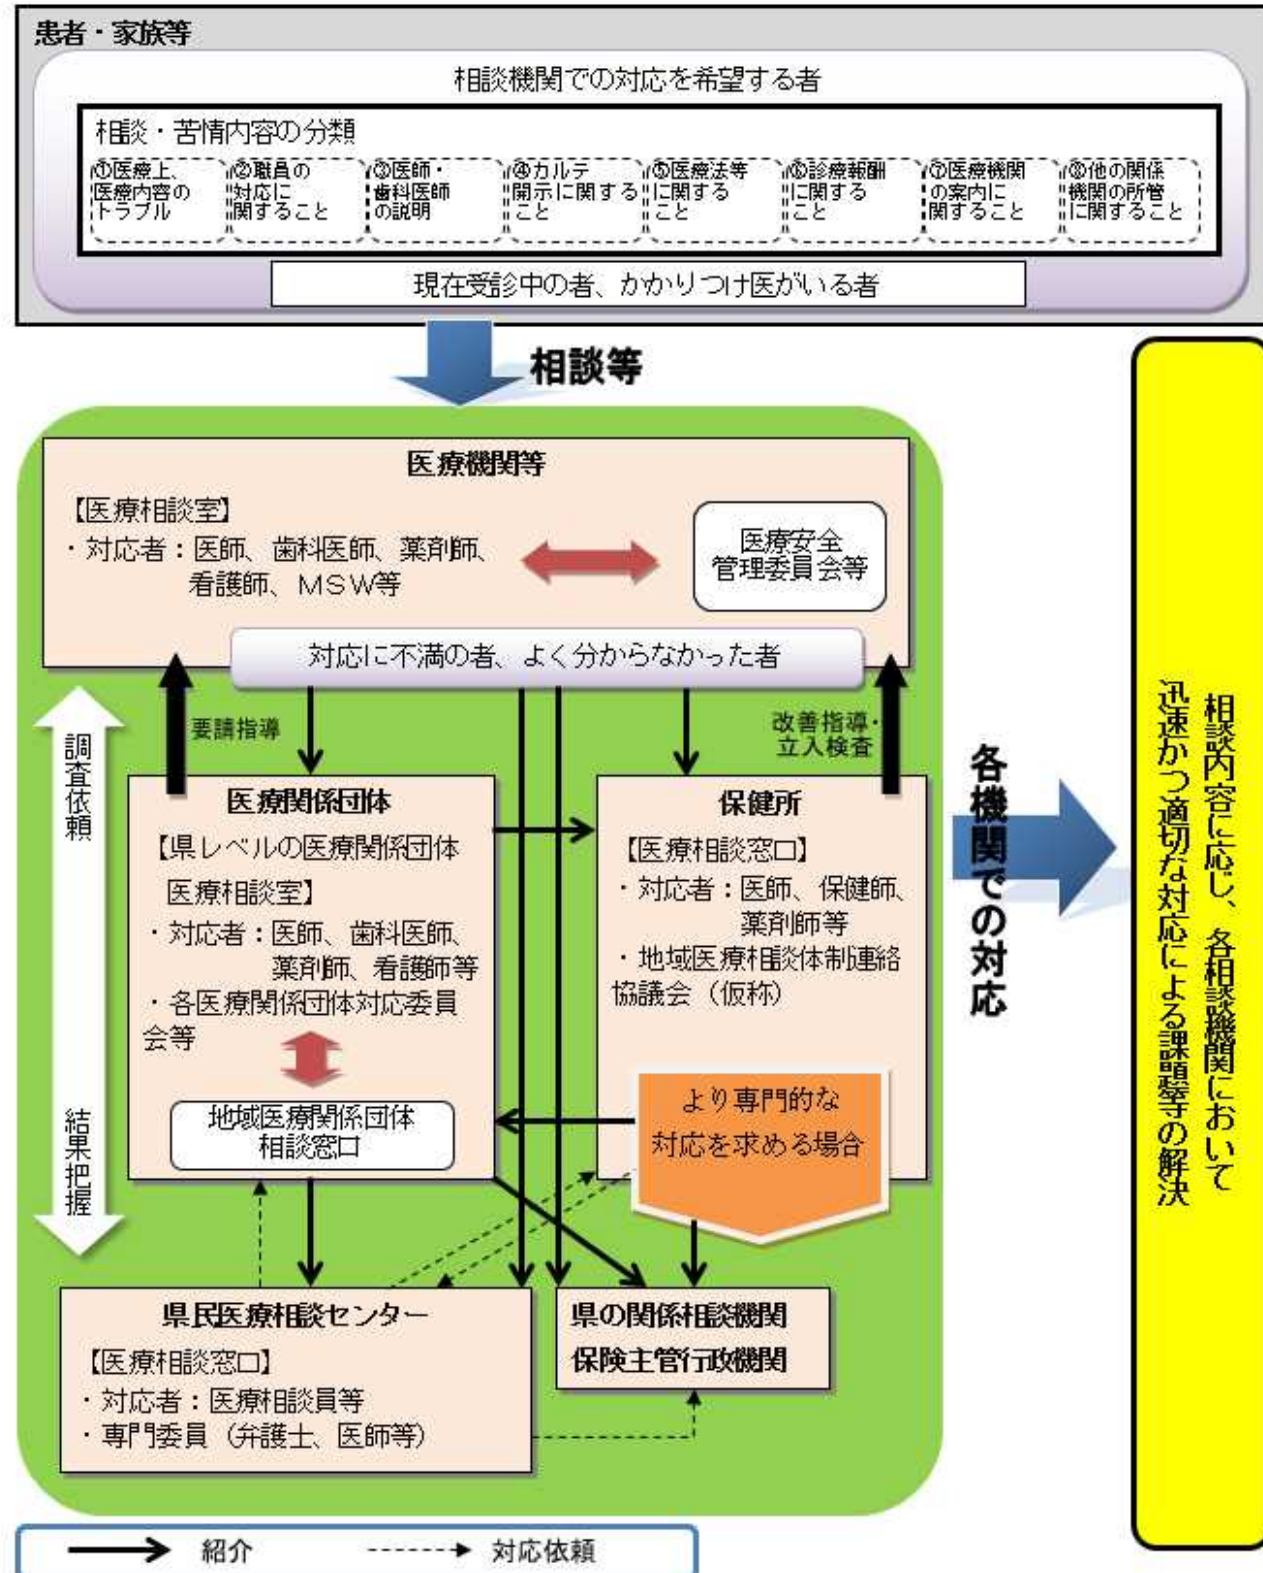 患者・家族等
相談機関での対応を希望する者
相談・苦情内容の分類
①医療上、
医療内容の
トラブル
②職員の
対応に
関すること
③医師・
歯科医師
の説明
④カルテ
開示に関する
こと
⑤医療法等
に関する
こと
⑥診療報酬
に関する
こと
⑦医療機関
の案内に
関すること
⑧他の関係
機関の所管
に関すること
現在受診中の者、かかりつけ医がいる者
相談等
医療機関等
【医療相談室】
・対応者：医師、歯科医師、薬剤師、
看護師、ＭＳＷ等
医療安全
管理委員会等
対応に不満の者、よく分からなかった者
要請指導
改善指導・
立入検査
調査依頼
結果把握
医療関係団体
【県レベルの医療関係団体
医療相談室】
・対応者：医師、歯科医師、
薬剤師、看護師等
・各医療関係団体対応委員
会等
地域医療関係団体
相談窓口
保健所
【医療相談窓口】
・対応者：医師、保健師、
薬剤師等
・地域医療相談体制連絡
協議会（仮称）
より専門的な
対応を求める場合
県民医療相談センター
【医療相談窓口】
・対応者：医療相談員等
・専門委員（弁護士、医師等）
県の関係相談機関
保険主管行政機関
各機関での対応
相談内容に応じ、各相談機関において
迅速かつ適切な対応による課題等の解決
紹介
対応依頼